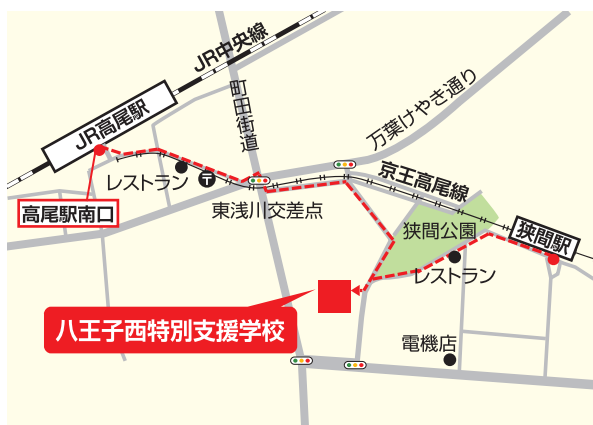 JR中央線
町田街道
JR高尾駅
万葉けやき通り
レストラン
〒
京王高尾線
高尾駅南口
東浅川交差点
狭間公園
狭間駅
レストラン
八王子西特別支援学校
電機店